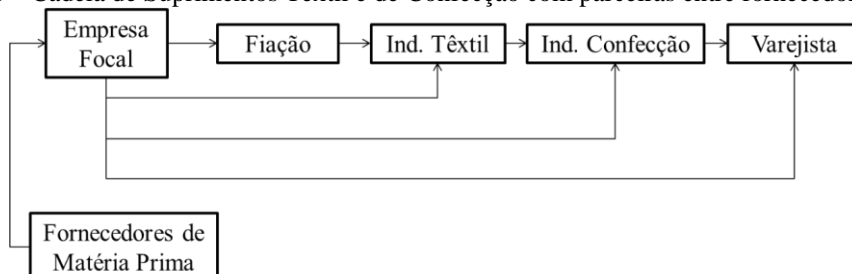 Cadeia de Suprimentos Têxtil e de Confecção com parcerias entre fornecedor
Empresa
Focal
Fiação
Ind. Têxtil
Ind. Confecção
Varejista
Fornecedores de
Matéria Prima